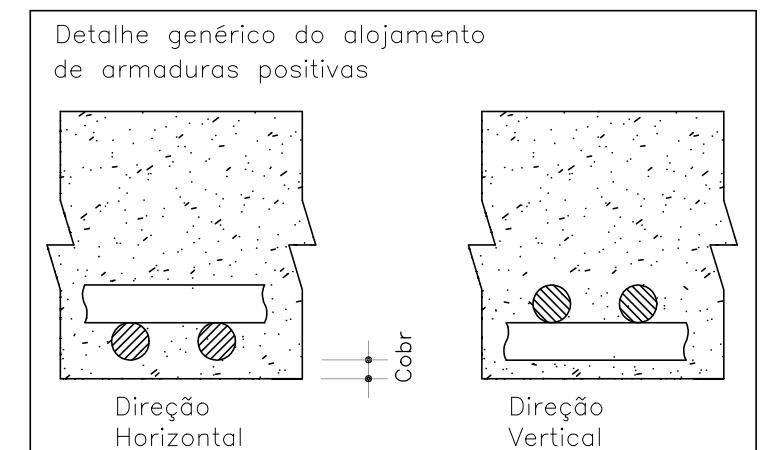 Detalhe genérico do alojamento
de armaduras positivas
Cobr
Direção
Horizontal
Direção
Vertical